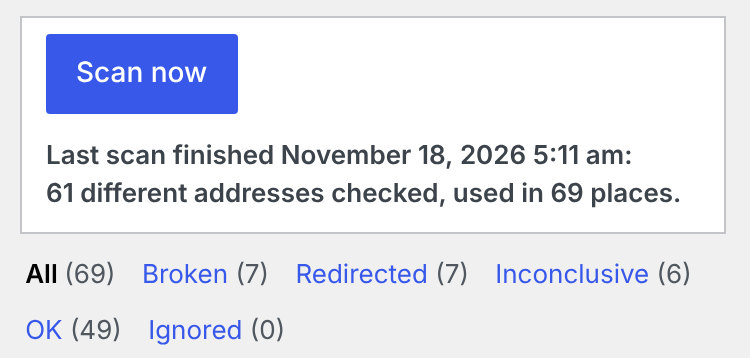 Scan now
Last scan finished November 18, 2026 5:11 am:
61 different addresses checked, used in 69 places.
All (69) Broken (7) Redirected (7) Inconclusive (6)
OK (49) Ignored (0)